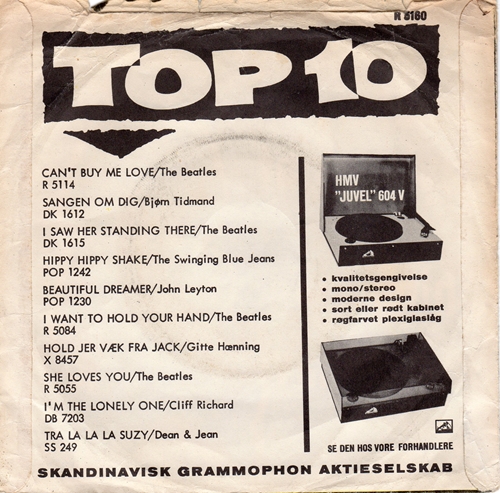 R 5160
TOP 10
CAN'T BUY ME LOVE/The Beatles
R 5114
SANGEN OM DIG/Bjørn Tidmand
DK 1612
I SAW HER STANDING THERE/The Beatles
DK 1615
HIPPY HIPPY SHAKE/The Swinging Blue Jeans
POP 1242
BEAUTIFUL DREAMER/John Leyton
POP 1230
I WANT TO HOLD YOUR HAND/The Beatles
R 5084
HOLD JER VÆK FRA JACK/Gitte Hænning
X 8457
SHE LOVES YOU/The Beatles
R 5055
I'M THE LONELY ONE/Cliff Richard
DB 7203
TRA LA LA LA SUZY/Dean & Jean
SS 249
HMV
"JUVEL" 604 V
• kvalitetsgengivelse
• mono/stereo
• moderne design
• sort eller rødt kabinet
• røgfarvet plexiglaslåg
SE DEN HOS VORE FORHANDLERE
SKANDINAVISK GRAMMOPHON AKTIESELSKAB